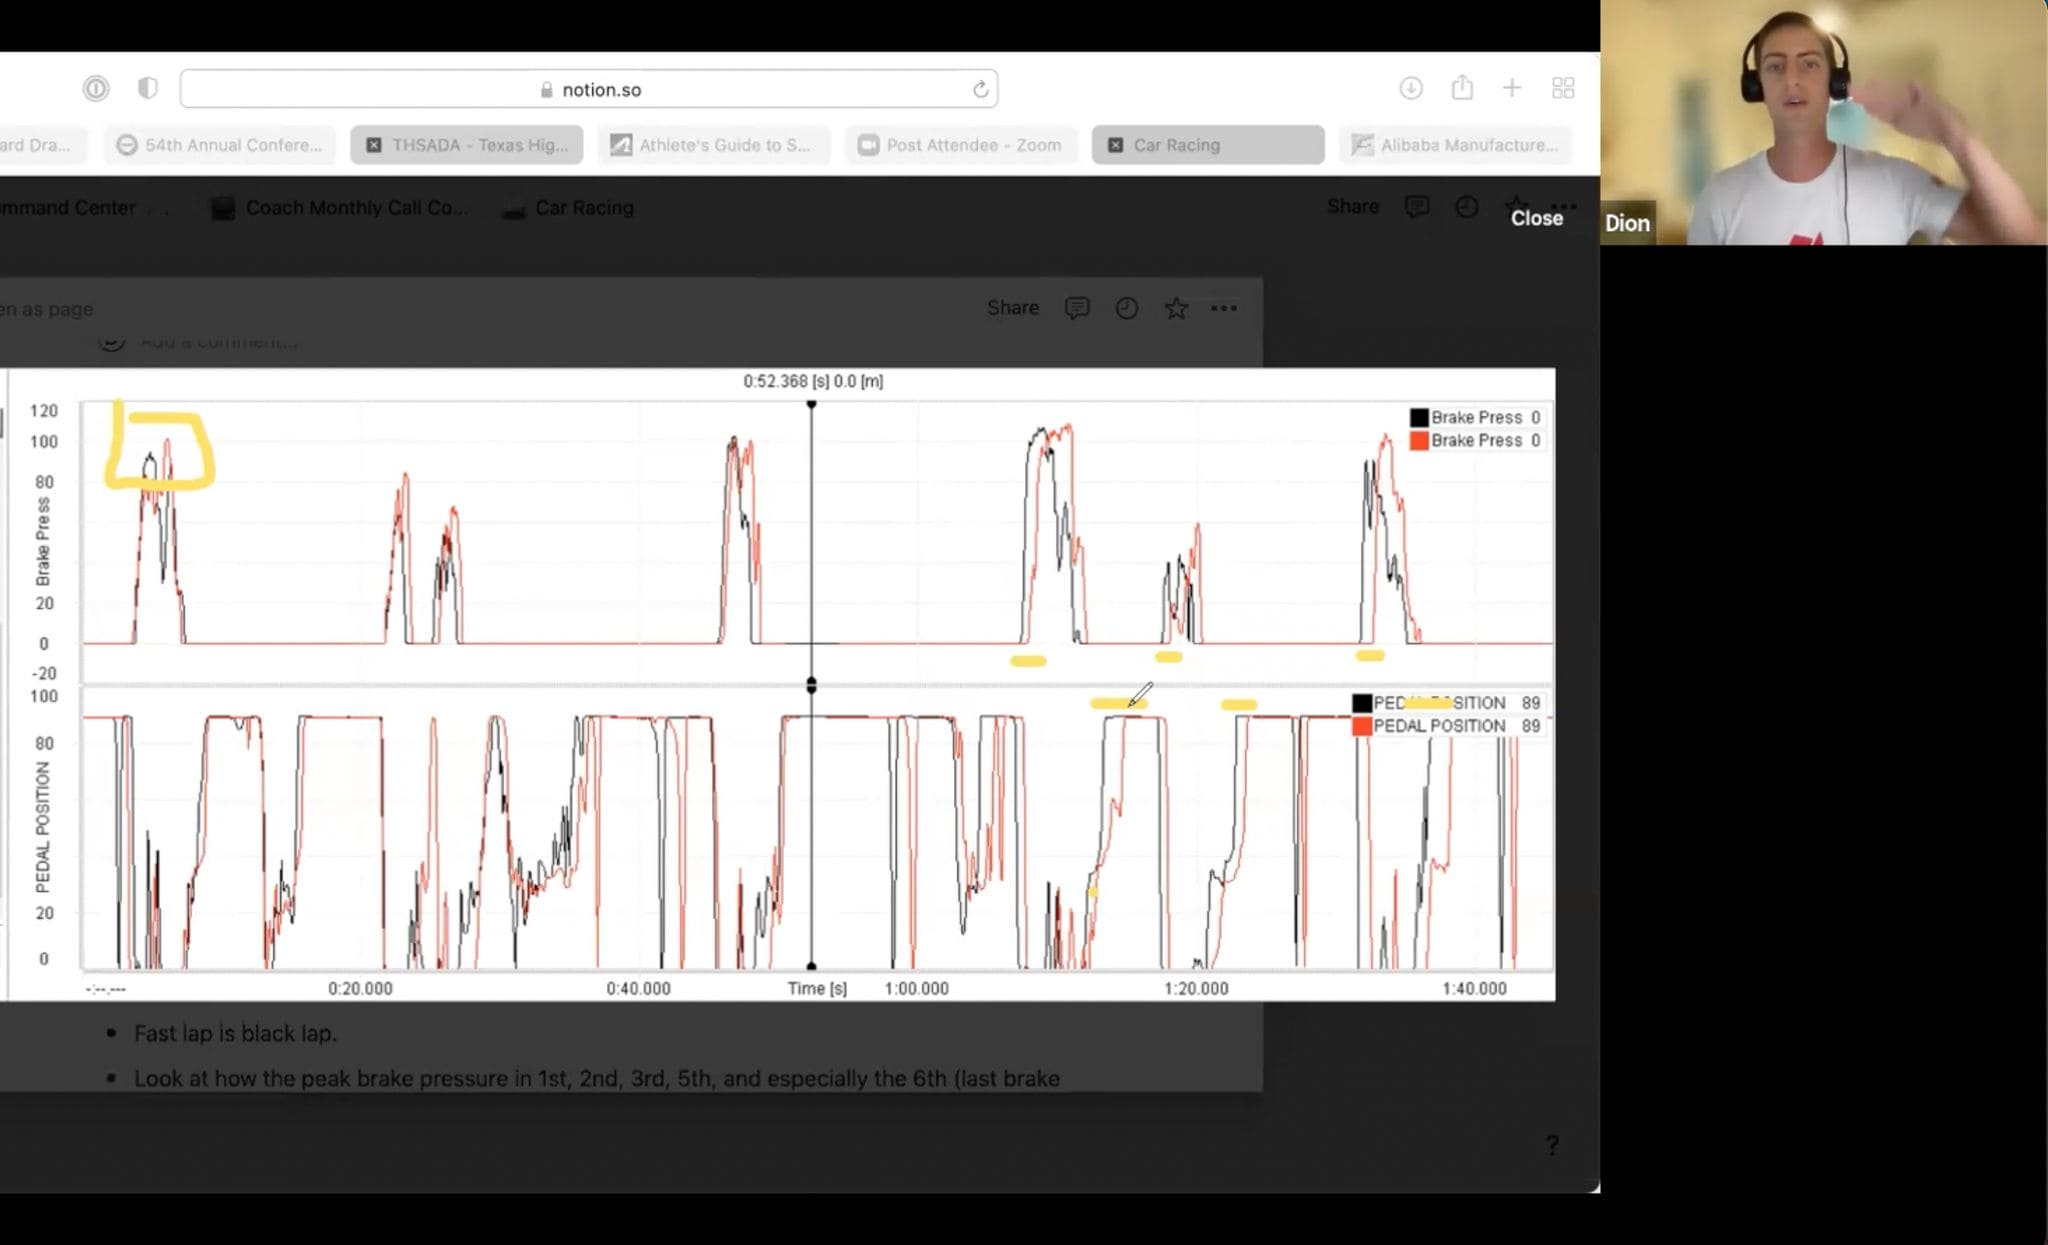 notion.so
ard Dra...
54th Annual Confere...
THSADA - Texas Hig...
Athlete's Guide to S...
Post Attendee - Zoom
Car Racing
Alibaba Manufacture...
mmand Center
Coach Monthly Call Co...
Car Racing
Share
Close
Dion
en as page
Share
Add a comment...
0:52.368 [s] 0.0 [m]
120
100
80
20
0
-20
Brake Press
Brake Press 0
Brake Press 0
100
80
20
0
PEDAL POSITION
PEDAL POSITION 89
PEDAL POSITION 89
-:--.---
0:20.000
0:40.000
Time [s]
1:00.000
1:20.000
1:40.000
• Fast lap is black lap.
• Look at how the peak brake pressure in 1st, 2nd, 3rd, 5th, and especially the 6th (last brake
?